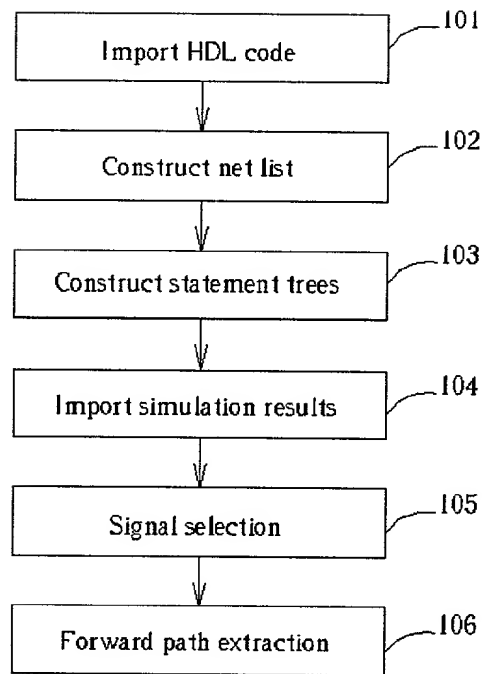 101
Import HDL code
102
Construct net list
103
Construct statement trees
104
Import simulation results
105
Signal selection
106
Forward path extraction